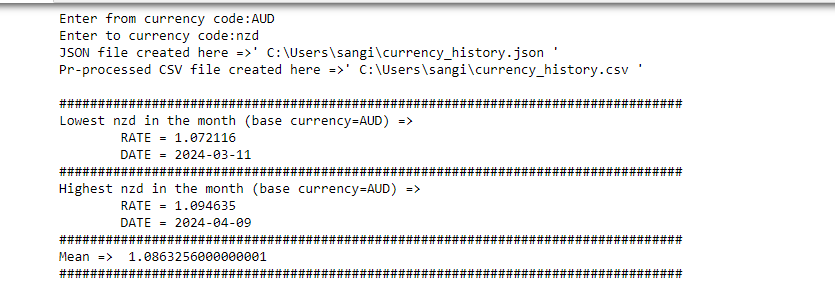 Enter from currency code:AUD
Enter to currency code:nzd
JSON file created here =>' C:\Users\sangi\currency_history.json '
Pr-processed CSV file created here =>' C:\Users\sangi\currency_history.csv '
#################################################################################
Lowest nzd in the month (base currency=AUD) =>
RATE = 1.072116
DATE = 2024-03-11
#################################################################################
Highest nzd in the month (base currency=AUD) =>
RATE = 1.094635
DATE = 2024-04-09
#################################################################################
Mean =>  1.0863256000000001
#################################################################################